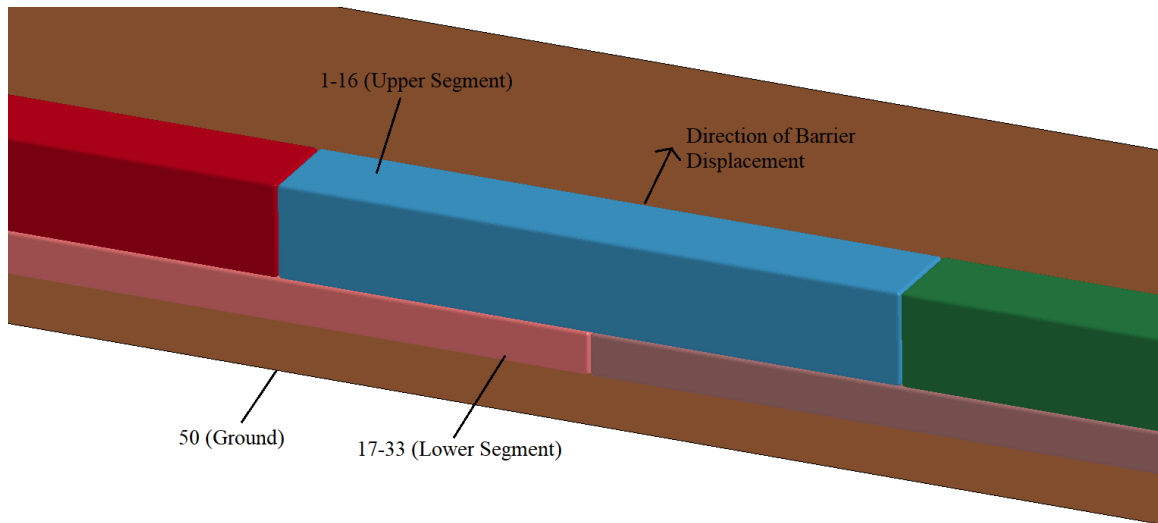 1-16 (Upper Segment)
Direction of Barrier
Displacement
50 (Ground)
17-33 (Lower Segment)